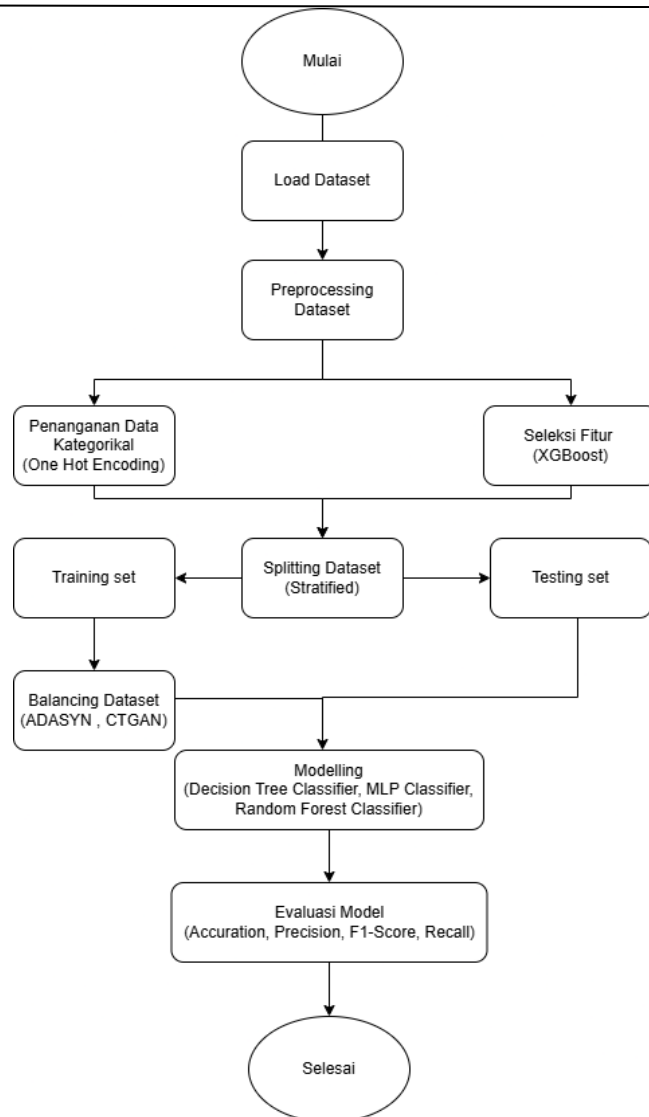 Mulai
Load Dataset
Preprocessing
Dataset
Penanganan Data
Kategorikal
(One Hot Encoding)
Seleksi Fitur
(XGBoost)
Training set
Splitting Dataset
(Stratified)
Testing set
Balancing Dataset
(ADASYN , CTGAN)
Modelling
(Decision Tree Classifier, MLP Classifier,
Random Forest Classifier)
Evaluasi Model
(Accuration, Precision, F1-Score, Recall)
Selesai